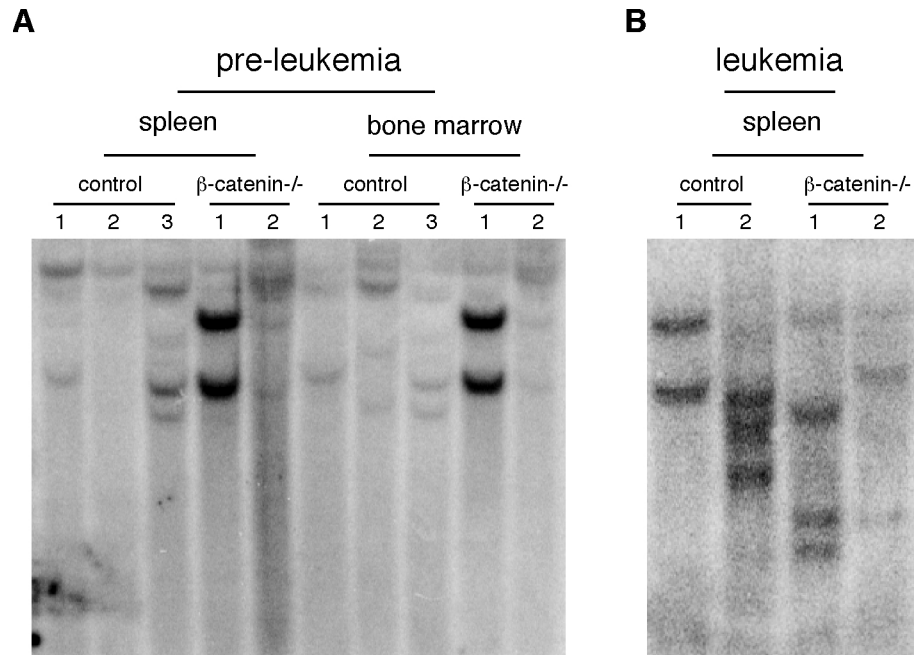 A
B
pre-leukemia
leukemia
spleen
bone marrow
spleen
control
β-catenin-/-
control
β-catenin-/-
control
β-catenin-/-
1 2 3 1 2 1 2 3 1 2
1 2 1 2